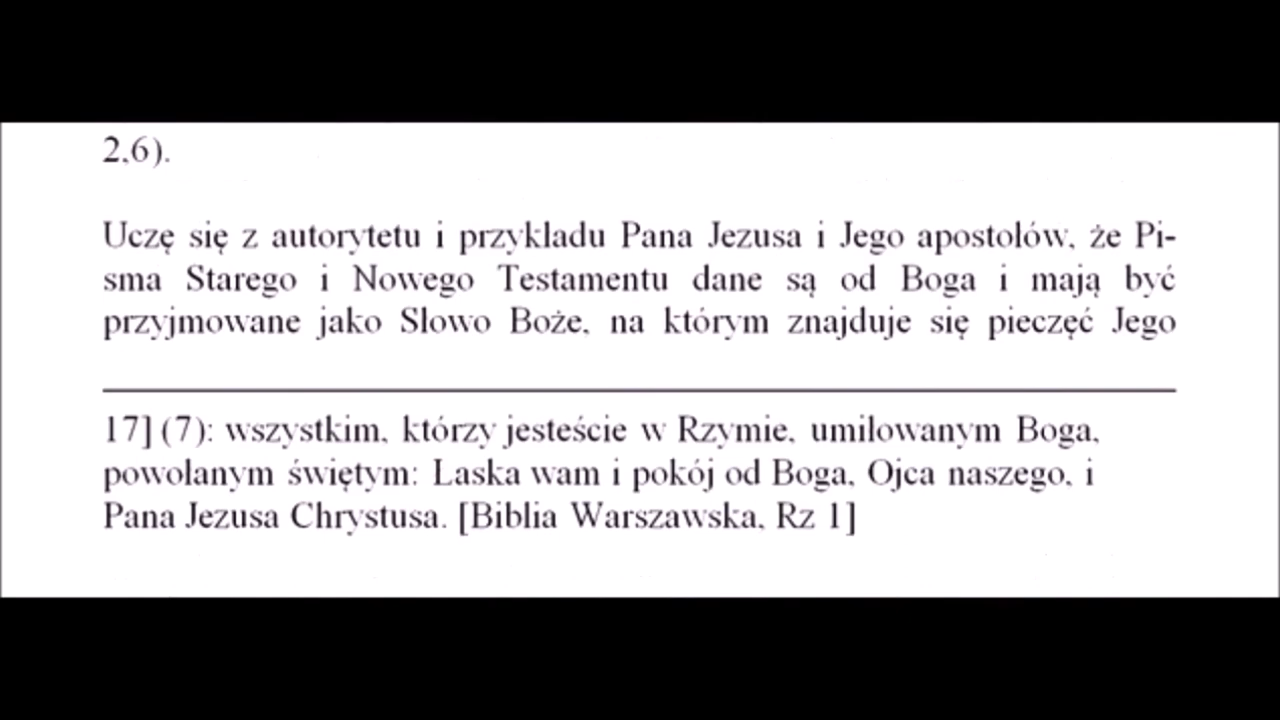 2,6).
Uczę się z autorytetu i przykładu Pana Jezusa i Jego apostołów, że Pi-
sma Starego i Nowego Testamentu dane są od Boga i mają być
przyjmowane jako Słowo Boże, na którym znajduje się pieczęć Jego
17] (7): wszystkim, którzy jesteście w Rzymie, umiłowanym Boga,
powołanym świętym: Łaska wam i pokój od Boga, Ojca naszego, i
Pana Jezusa Chrystusa. [Biblia Warszawska, Rz 1]